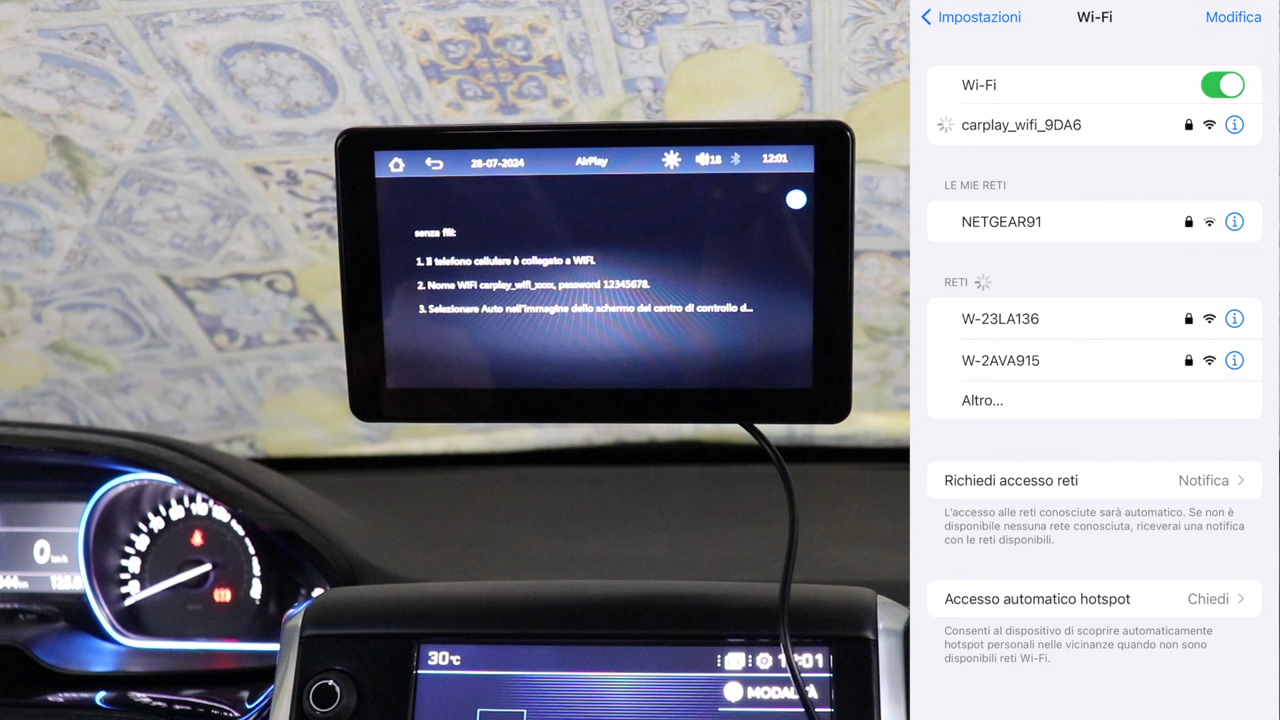 28-07-2024
AirPlay
18
12:01
senza fili:
1. Il telefono cellulare è collegato a WIFI.
2. Nome WIFI carplay_wifi_xxxx, password 12345678.
3. Selezionare Auto nell'immagine dello schermo del centro di controllo d...
0 km/h
30°C
MODALITÀ
Impostazioni
Wi-Fi
Modifica
Wi-Fi
carplay_wifi_9DA6
LE MIE RETI
NETGEAR91
RETI
W-23LA136
W-2AVA915
Altro...
Richiedi accesso reti
Notifica
L'accesso alle reti conosciute sarà automatico. Se non è
disponibile nessuna rete conosciuta, riceverai una notifica
con le reti disponibili.
Accesso automatico hotspot
Chiedi
Consenti al dispositivo di scoprire automaticamente
hotspot personali nelle vicinanze quando non sono
disponibili reti Wi-Fi.